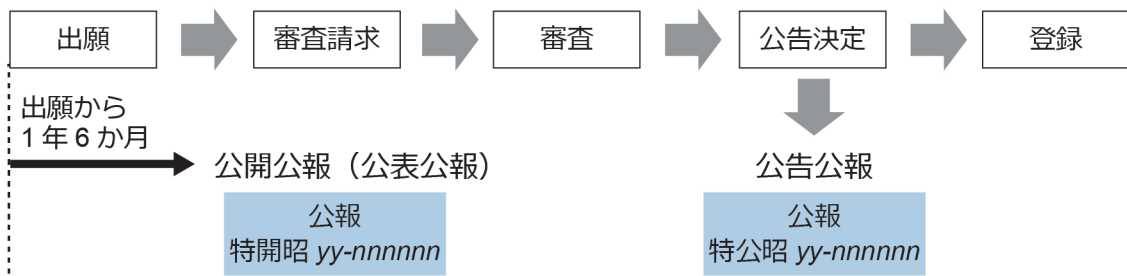 出願
審査請求
審査
公告決定
登録
出願から
1年6か月
公開公報（公表公報）
公告公報
公報
特開昭 yy-nnnnnn
公報
特公昭 yy-nnnnnn